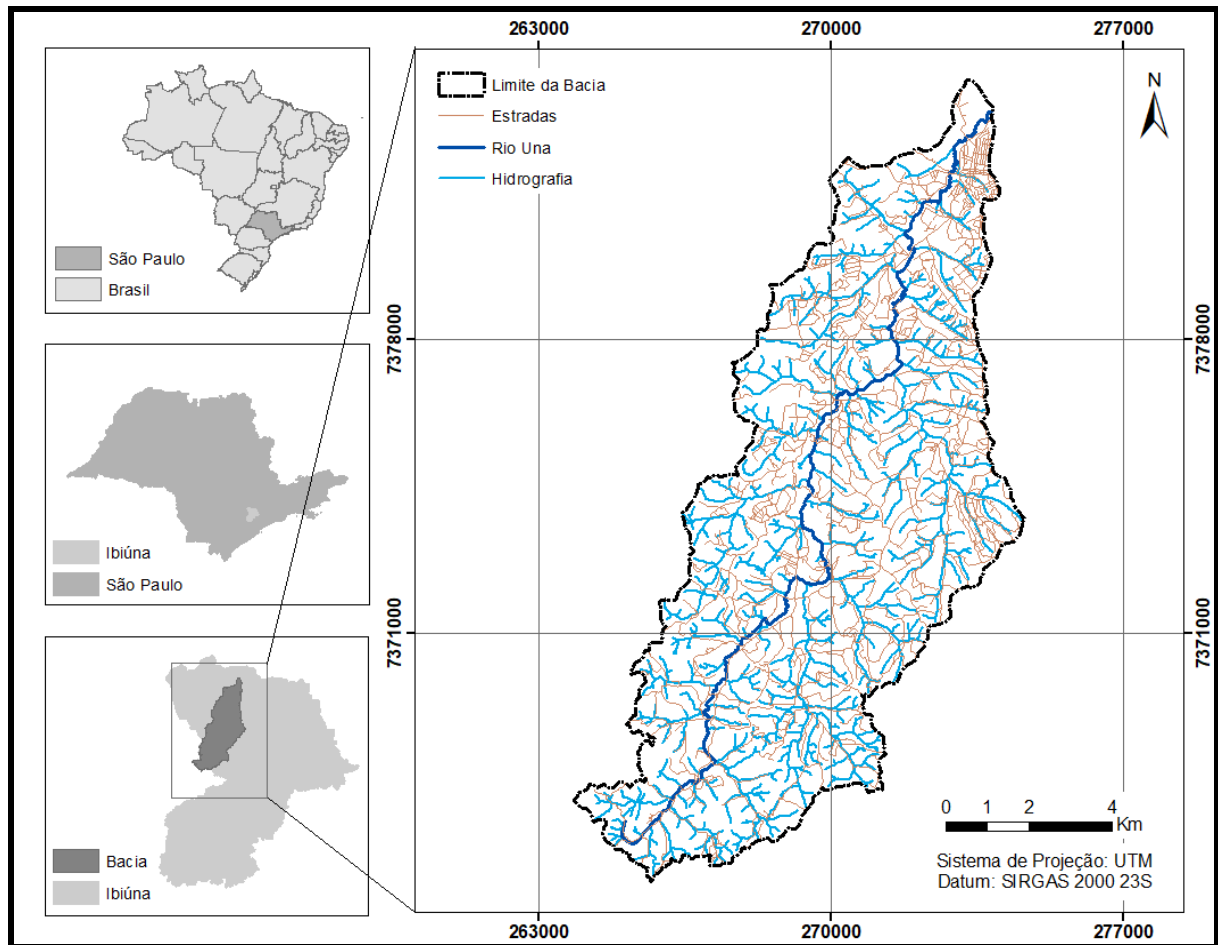 São Paulo
Brasil
Ibiúna
São Paulo
Bacia
Ibiúna
263000
270000
277000
Limite da Bacia
Estradas
Rio Una
Hidrografia
N
7378000
7378000
7371000
7371000
0 1 2 4
Km
Sistema de Projeção: UTM
Datum: SIRGAS 2000 23S
263000
270000
277000